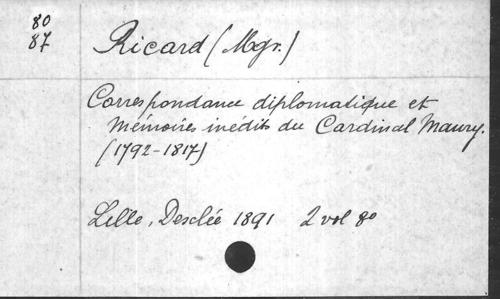 80
87
Ricard (Mgr.)
Correspondance diplomatique et
Mémoires inédits du Cardinal Maury.
(1792-1817)
Lille, Desclée 1891 2 vol 8o